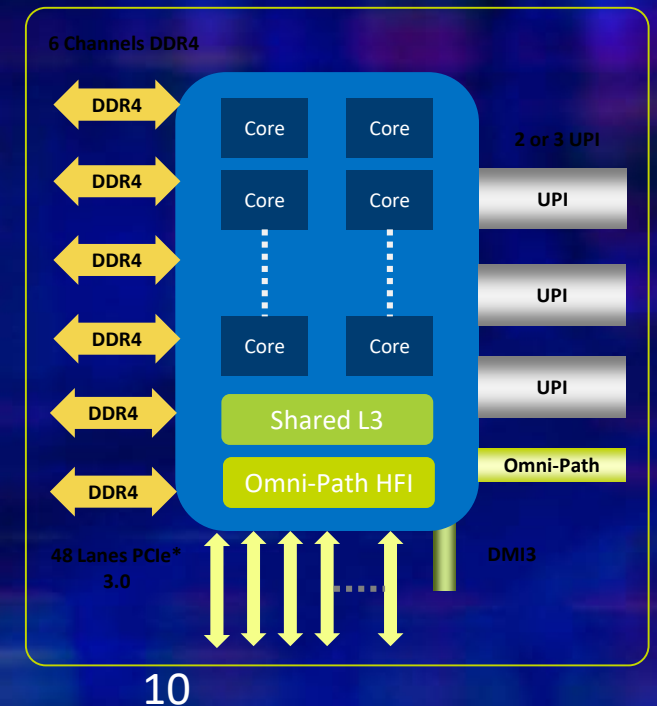 6 Channels DDR4
DDR4
DDR4
DDR4
DDR4
DDR4
DDR4
Core
Core
Core
Core
Core
Core
Shared L3
Omni-Path HFI
2 or 3 UPI
UPI
UPI
UPI
Omni-Path
48 Lanes PCIe*
3.0
DMI3
10